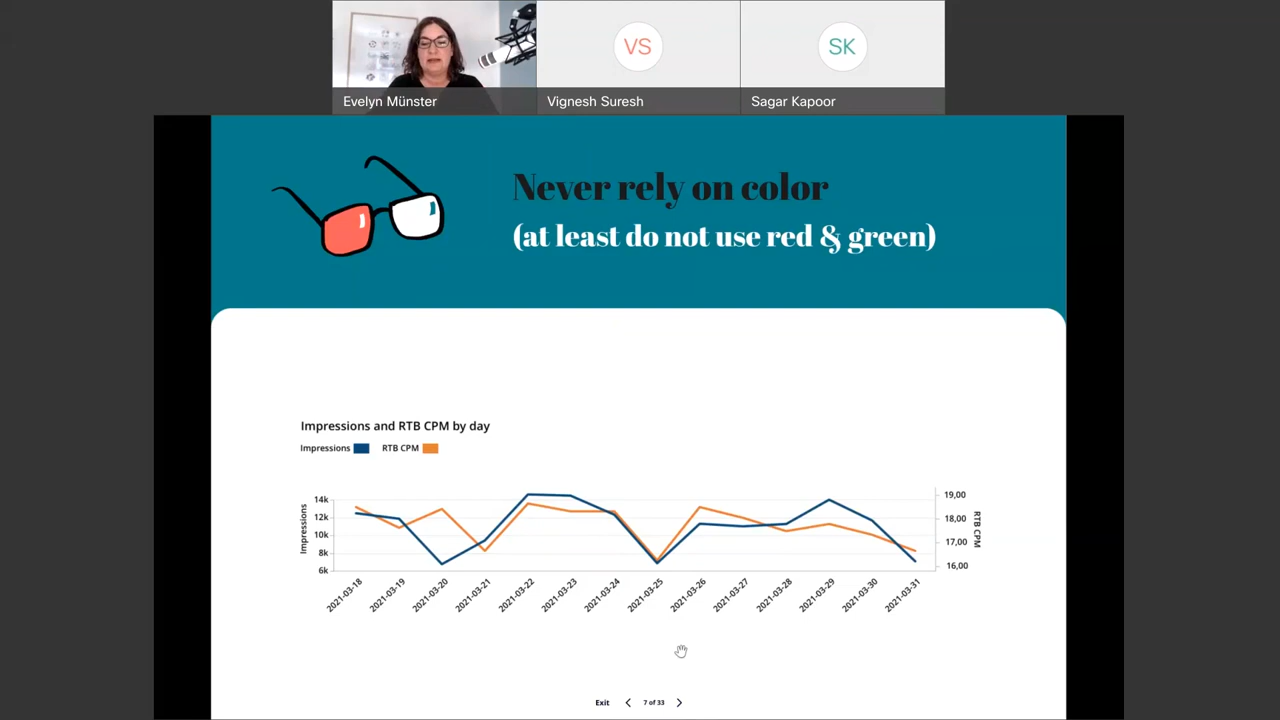 VS
SK
Evelyn Münster
Vignesh Suresh
Sagar Kapoor
Never rely on color
(at least do not use red & green)
Impressions and RTB CPM by day
Impressions RTB CPM
Impressions
14k
12k
10k
8k
6k
19,00
18,00
17,00
16,00
RTB CPM
2021-03-18
2021-03-19
2021-03-20
2021-03-21
2021-03-22
2021-03-23
2021-03-24
2021-03-25
2021-03-26
2021-03-27
2021-03-28
2021-03-29
2021-03-30
2021-03-31
Exit 7 of 33